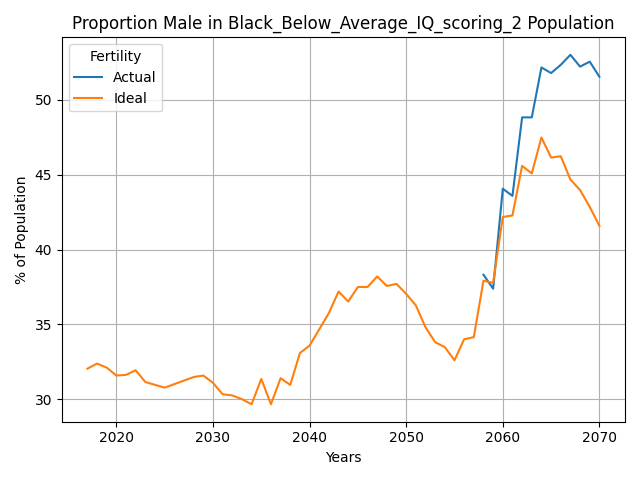 Proportion Male in Black_Below_Average_IQ_scoring_2 Population
Fertility
Actual
Ideal
% of Population
50
45
40
35
30
2020
2030
2040
2050
2060
2070
Years